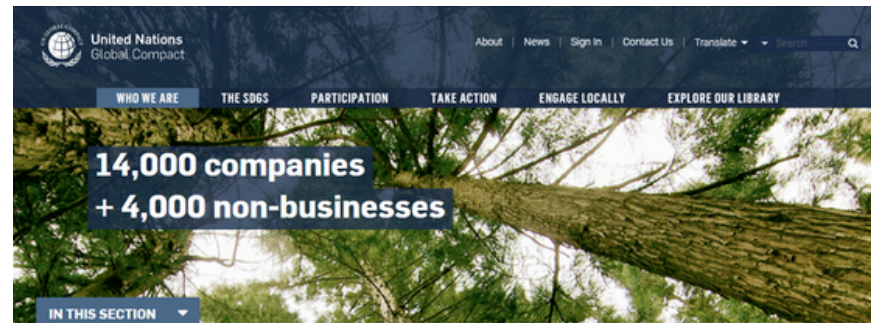 United Nations
Global Compact
About | News | Sign In | Contact Us | Translate Search
WHO WE ARE THE SDGS PARTICIPATION TAKE ACTION ENGAGE LOCALLY EXPLORE OUR LIBRARY
14,000 companies
+ 4,000 non-businesses
IN THIS SECTION